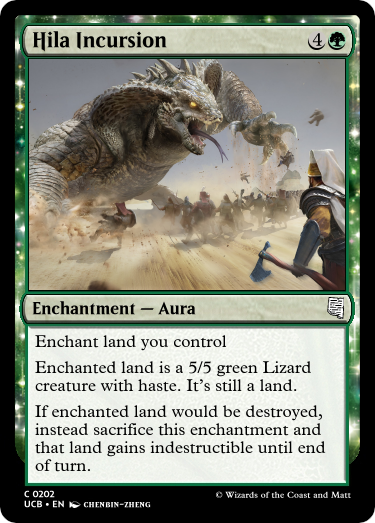 Hila Incursion 4
Enchantment — Aura
Enchant land you control
Enchanted land is a 5/5 green Lizard
creature with haste. It's still a land.
If enchanted land would be destroyed,
instead sacrifice this enchantment and
that land gains indestructible until end
of turn.
C 0202
UCB • EN CHENBIN-ZHENG
© Wizards of the Coast and Matt